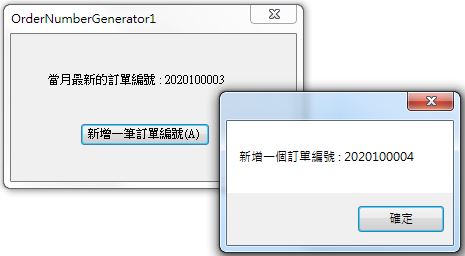 OrderNumberGenerator1
當月最新的訂單編號 : 2020100003
新增一筆訂單編號(A)
新增一個訂單編號 : 2020100004
確定